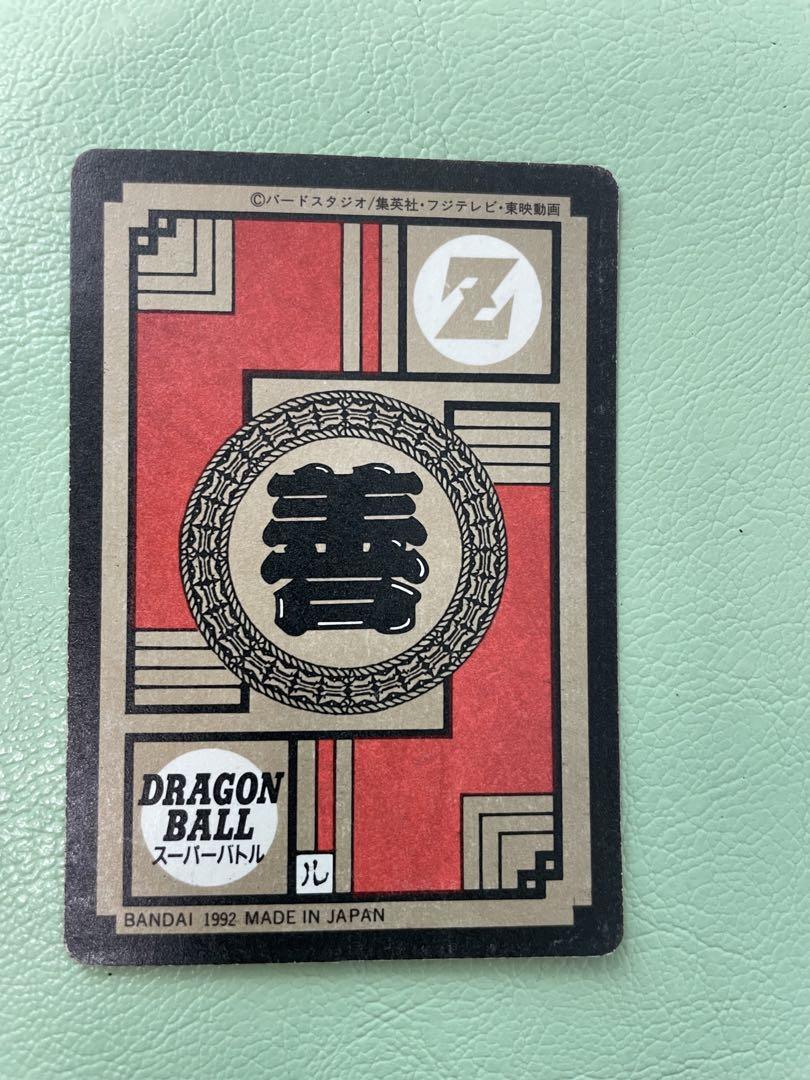 ©バードスタジオ/集英社・フジテレビ・東映動画
Z
善
DRAGON
BALL
スーパーバトル
ル
BANDAI 1992 MADE IN JAPAN